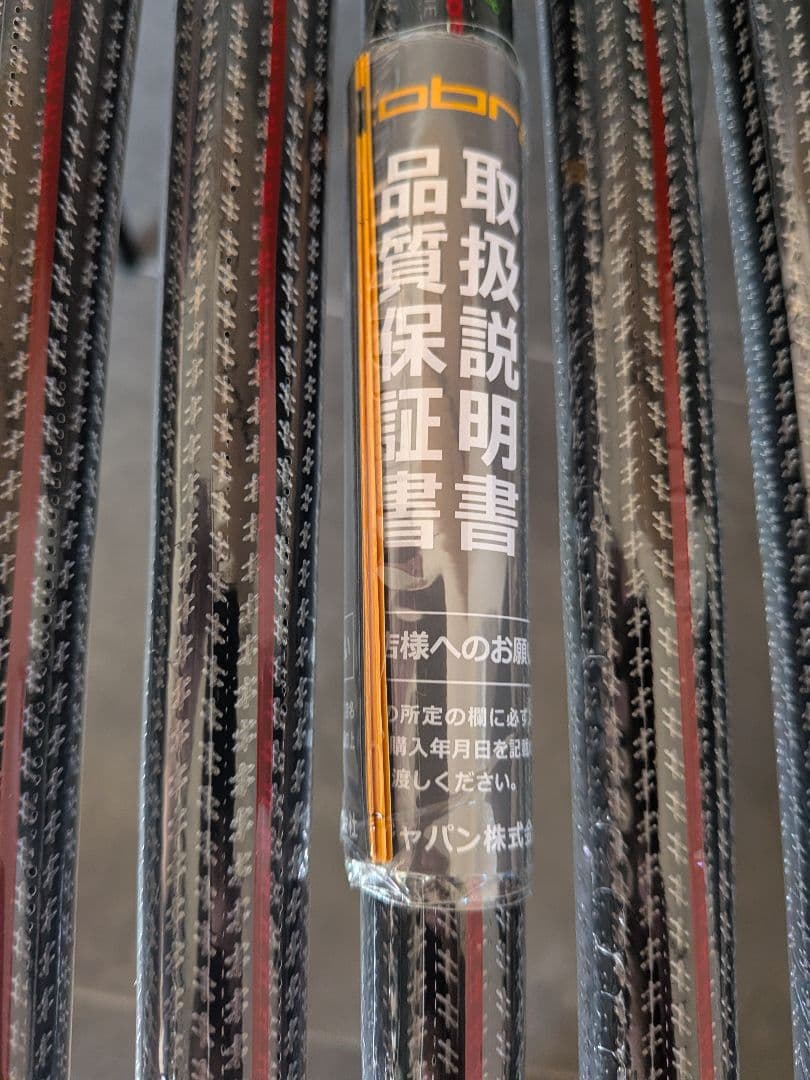 cobr
取扱説明書
品質保証書
店様へのお願
の所定の欄に必ず
購入年月日を記載
渡しください。
ャパン株式会